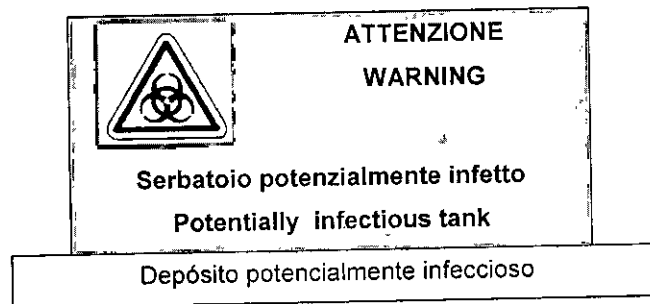 ATTENZIONE
WARNING
Serbatoio potenzialmente infetto
Potentially infectious tank
Depósito potencialmente infeccioso